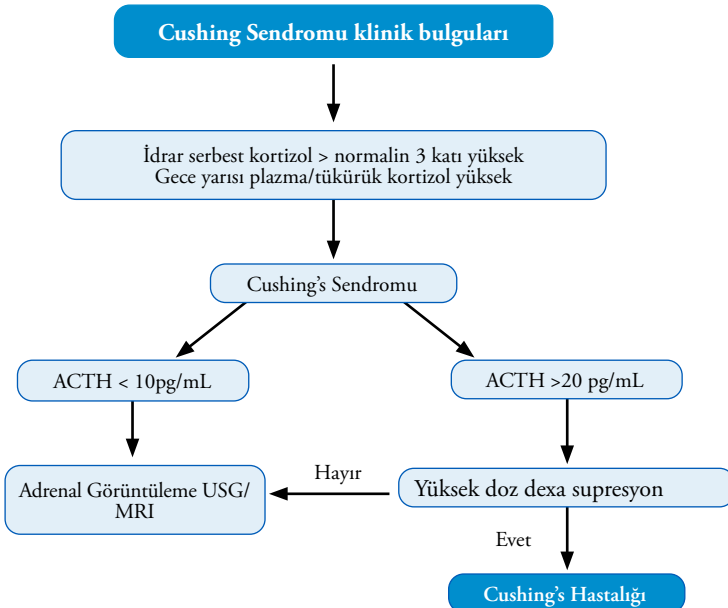 Cushing Sendromu klinik bulguları
İdrar serbest kortizol > normalin 3 katı yüksek
Gece yarısı plazma/tükürük kortizol yüksek
Cushing's Sendromu
ACTH < 10pg/mL
ACTH >20 pg/mL
Adrenal Görüntüleme USG/
MRI
Hayır
Yüksek doz dexa supresyon
Evet
Cushing's Hastalığı